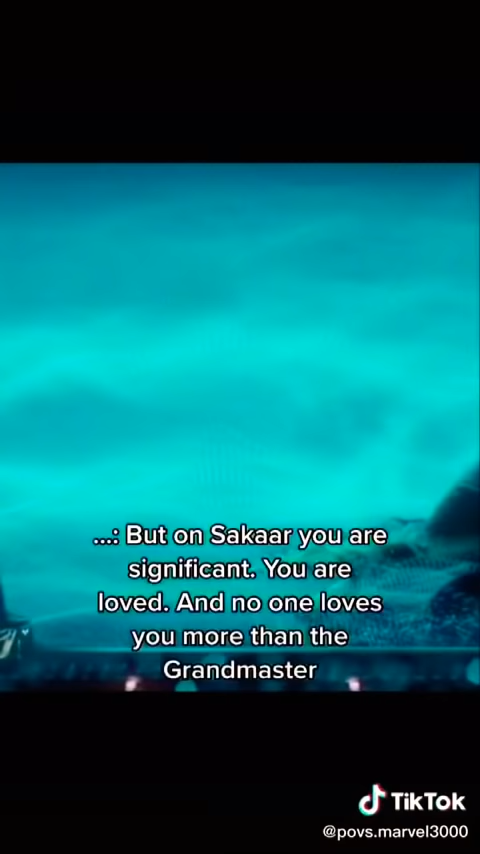 ...: But on Sakaar you are
significant. You are
loved. And no one loves
you more than the
Grandmaster
TikTok
@povs.marvel3000